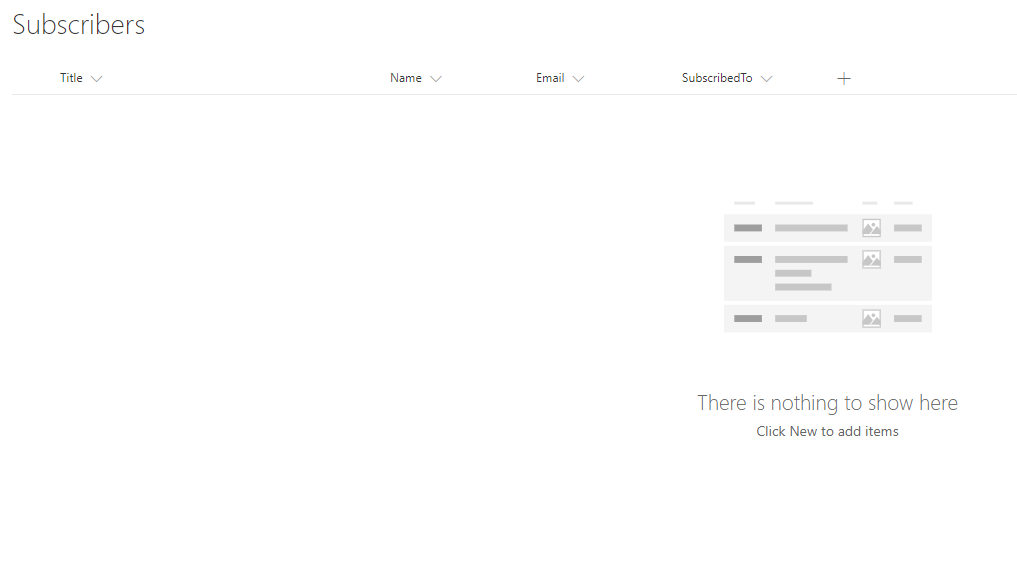 Subscribers
Title Name Email SubscribedTo
There is nothing to show here
Click New to add items